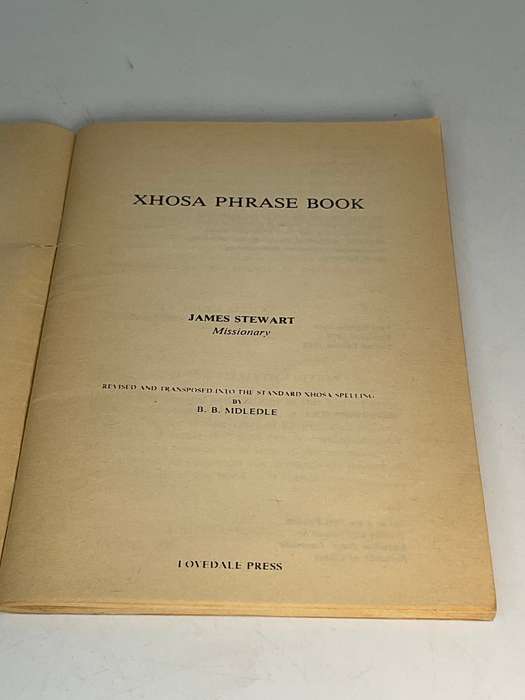 XHOSA PHRASE BOOK
JAMES STEWART
Missionary
REVISED AND TRANSPOSED INTO THE STANDARD XHOSA SPELLING
BY
B. B. MDLEDLE
LOVEDALE PRESS